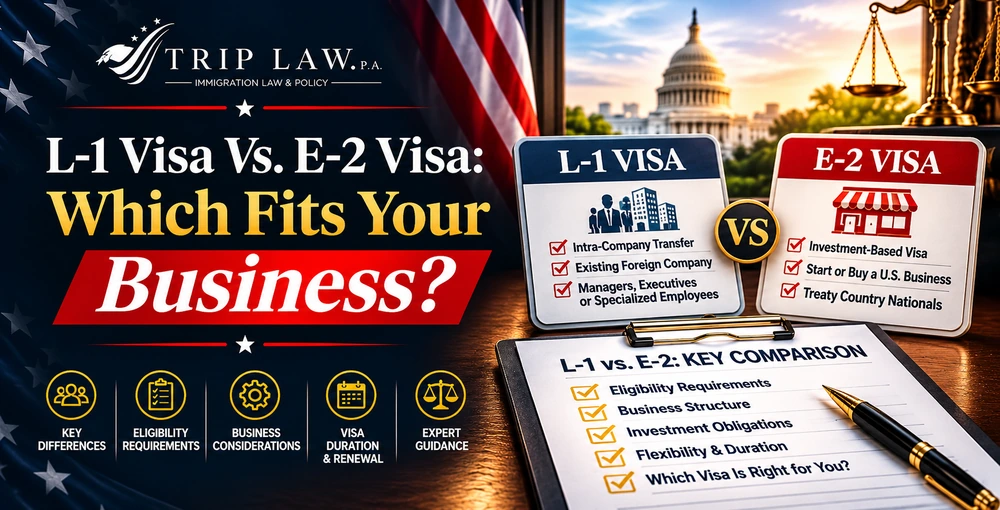 TRIP LAW, P.A.
IMMIGRATION LAW & POLICY
L-1 Visa Vs. E-2 Visa:
Which Fits Your
Business?
KEY
DIFFERENCES
ELIGIBILITY
REQUIREMENTS
BUSINESS
CONSIDERATIONS
VISA
DURATION
& RENEWAL
EXPERT
GUIDANCE
L-1 VISA
Intra-Company Transfer
Existing Foreign Company
Managers, Executives
or Specialized Employees
VS
E-2 VISA
Investment-Based Visa
Start or Buy a U.S. Business
Treaty Country Nationals
L-1 vs. E-2: KEY COMPARISON
Eligibility Requirements
Business Structure
Investment Obligations
Flexibility & Duration
Which Visa Is Right for You?